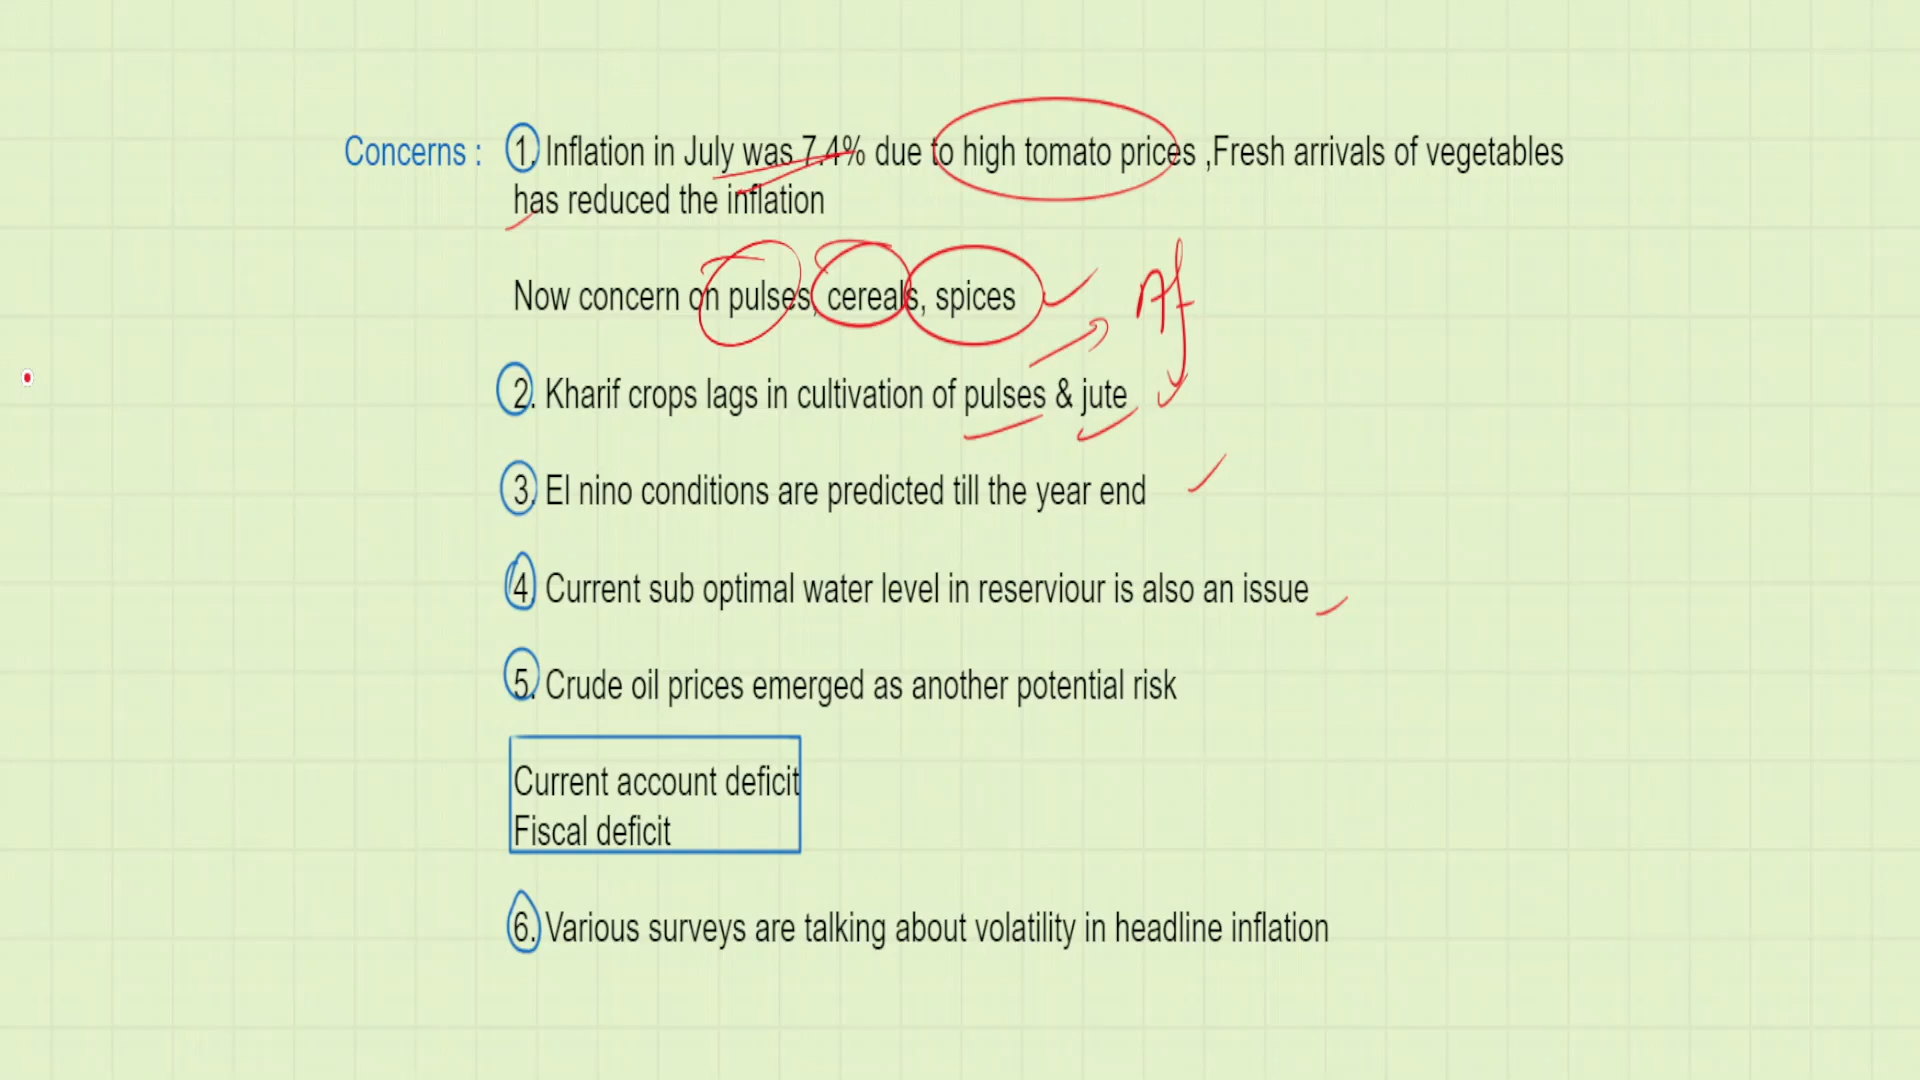 Concerns : 1. Inflation in July was 7.4% due to high tomato prices ,Fresh arrivals of vegetables
has reduced the inflation
Now concern on pulses, cereals, spices
2. Kharif crops lags in cultivation of pulses & jute
3. El nino conditions are predicted till the year end
4. Current sub optimal water level in reserviour is also an issue
5. Crude oil prices emerged as another potential risk
Current account deficit
Fiscal deficit
6. Various surveys are talking about volatility in headline inflation